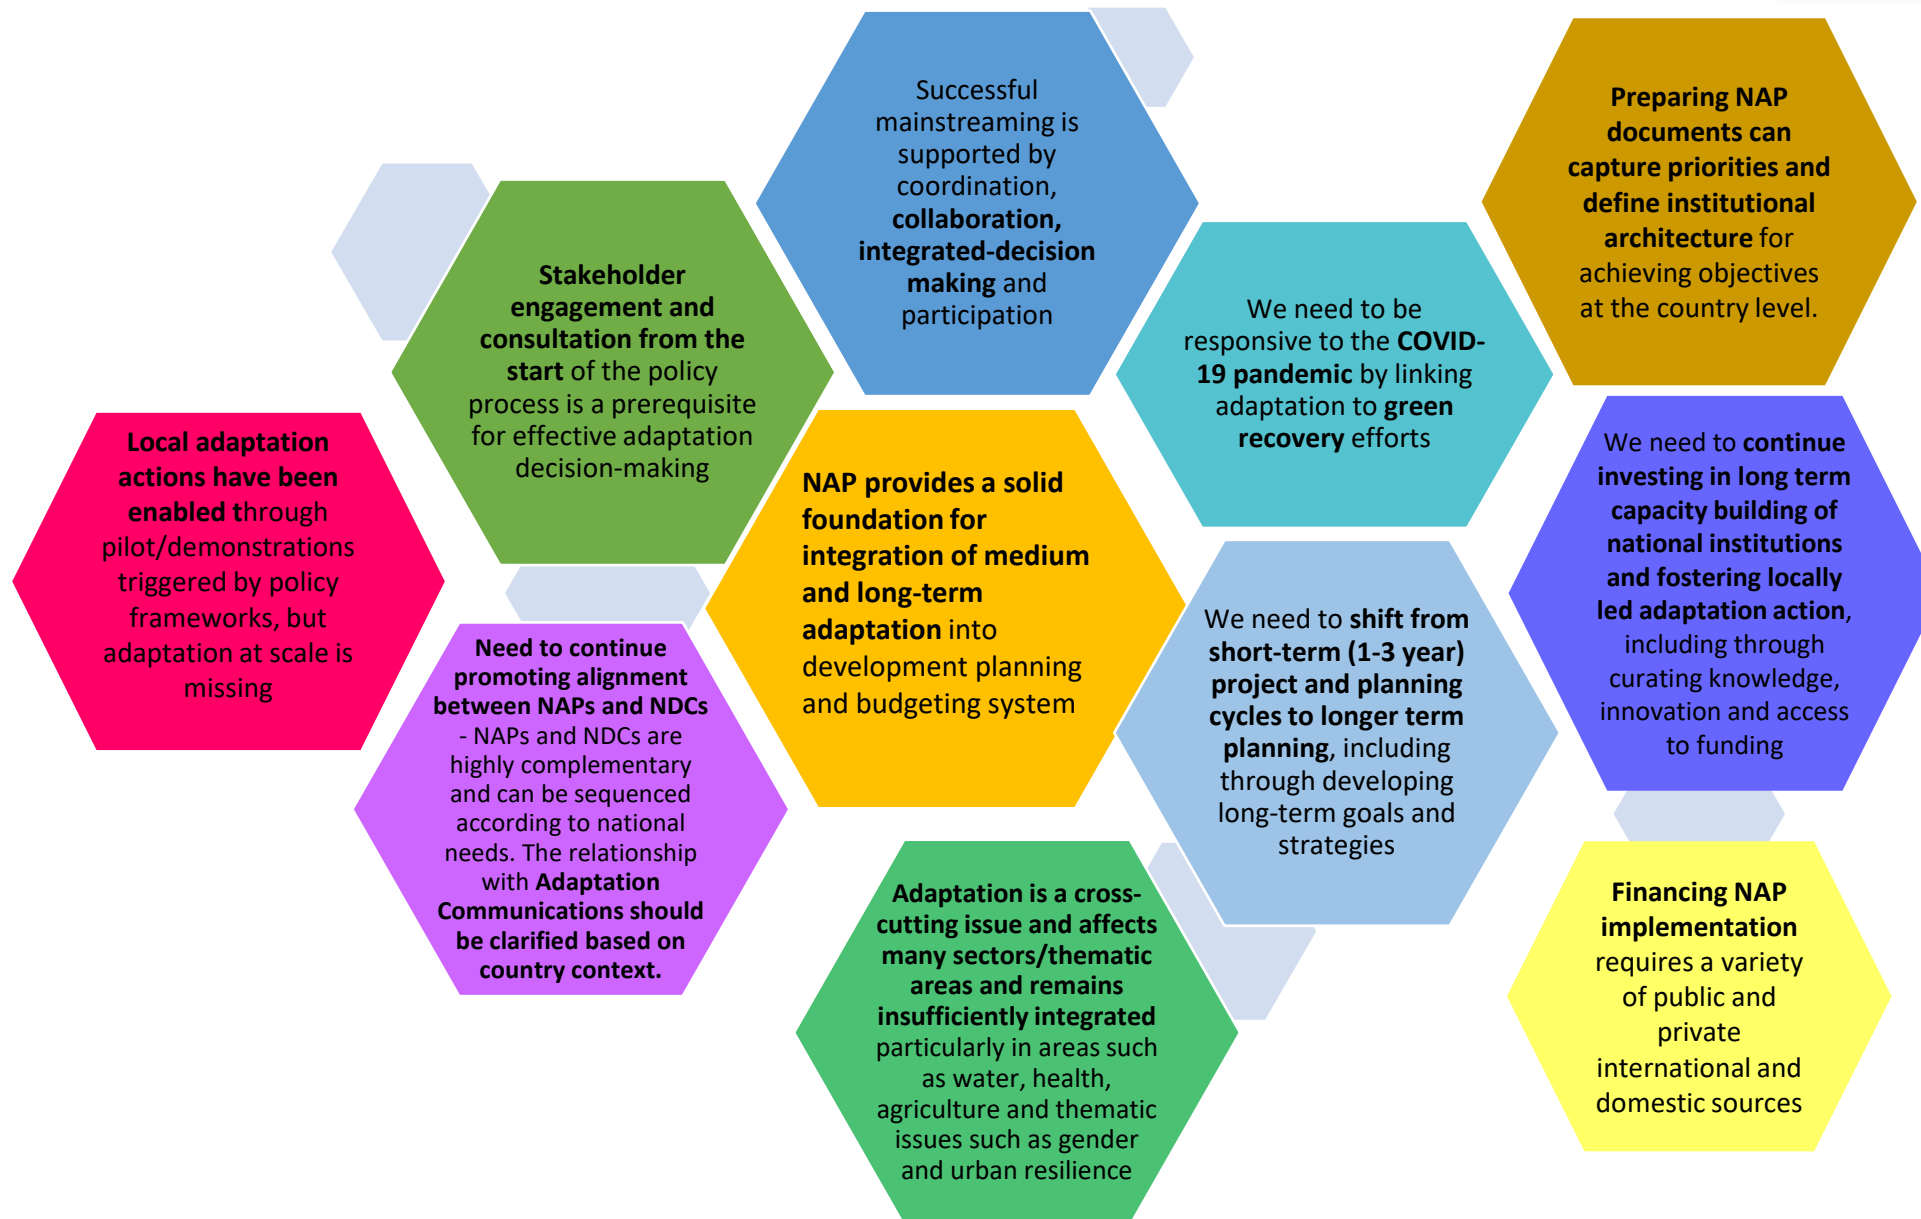 Successful
mainstreaming is
supported by
coordination,
collaboration,
integrated-decision
making and
participation
Preparing NAP
documents can
capture priorities and
define institutional
architecture for
achieving objectives
at the country level.
Stakeholder
engagement and
consultation from the
start of the policy
process is a prerequisite
for effective adaptation
decision-making
We need to be
responsive to the COVID-
19 pandemic by linking
adaptation to green
recovery efforts
Local adaptation
actions have been
enabled through
pilot/demonstrations
triggered by policy
frameworks, but
adaptation at scale is
missing
NAP provides a solid
foundation for
integration of medium
and long-term
adaptation into
development planning
and budgeting system
We need to continue
investing in long term
capacity building of
national institutions
and fostering locally
led adaptation action,
including through
curating knowledge,
innovation and access
to funding
Need to continue
promoting alignment
between NAPs and NDCs
- NAPs and NDCs are
highly complementary
and can be sequenced
according to national
needs. The relationship
with Adaptation
Communications should
be clarified based on
country context.
We need to shift from
short-term (1-3 year)
project and planning
cycles to longer term
planning, including
through developing
long-term goals and
strategies
Adaptation is a cross-
cutting issue and affects
many sectors/thematic
areas and remains
insufficiently integrated
particularly in areas such
as water, health,
agriculture and thematic
issues such as gender
and urban resilience
Financing NAP
implementation
requires a variety
of public and
private
international and
domestic sources